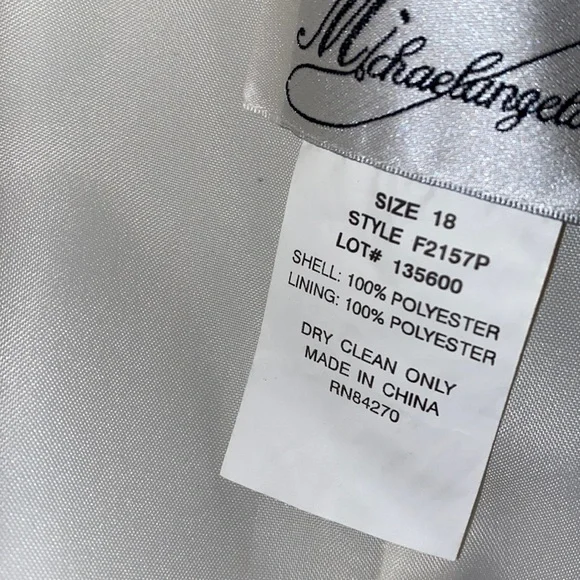 Michaelangelo
SIZE 18
STYLE F2157P
LOT# 135600
SHELL: 100% POLYESTER
LINING: 100% POLYESTER
DRY CLEAN ONLY
MADE IN CHINA
RN84270